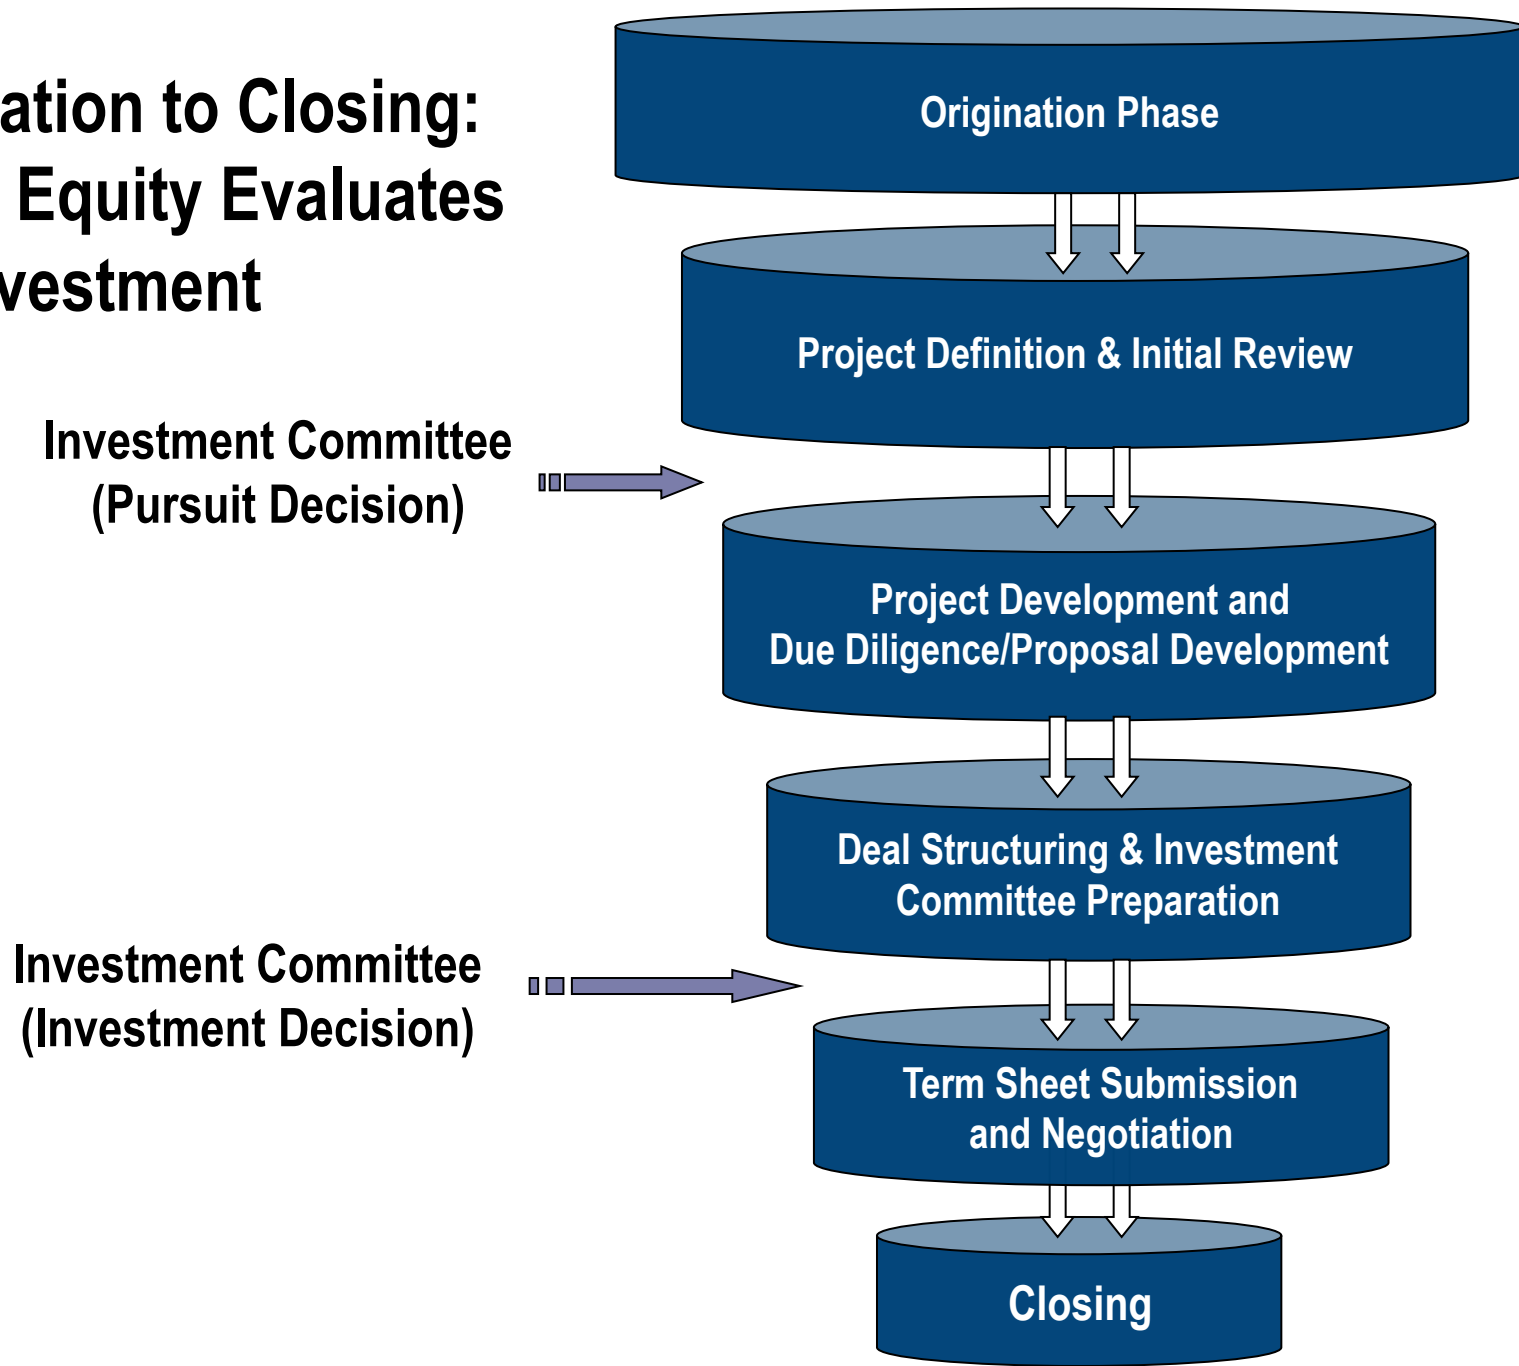 ation to Closing:
Equity Evaluates
vestment
Origination Phase
Project Definition & Initial Review
Investment Committee
(Pursuit Decision)
Project Development and
Due Diligence/Proposal Development
Deal Structuring & Investment
Committee Preparation
Investment Committee
(Investment Decision)
Term Sheet Submission
and Negotiation
Closing